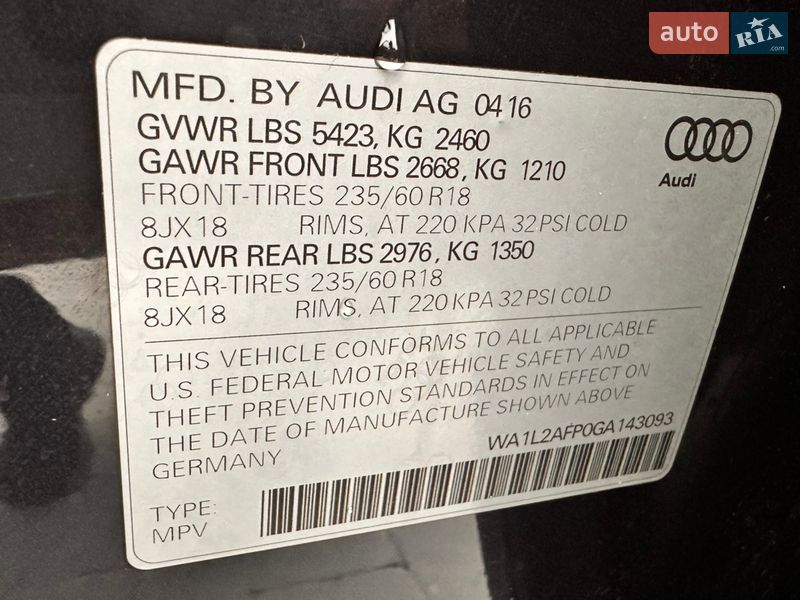 auto RIA .com
MFD. BY AUDI AG 0416
GVWR LBS 5423, KG 2460
GAWR FRONT LBS 2668, KG 1210
FRONT-TIRES 235/60 R18
8JX18 RIMS, AT 220 KPA 32 PSI COLD
GAWR REAR LBS 2976, KG 1350
REAR-TIRES 235/60 R18
8JX18 RIMS, AT 220 KPA 32 PSI COLD
Audi
THIS VEHICLE CONFORMS TO ALL APPLICABLE
U.S. FEDERAL MOTOR VEHICLE SAFETY AND
THEFT PREVENTION STANDARDS IN EFFECT ON
THE DATE OF MANUFACTURE SHOWN ABOVE
GERMANY WA1L2AFP0GA143093
TYPE:
MPV